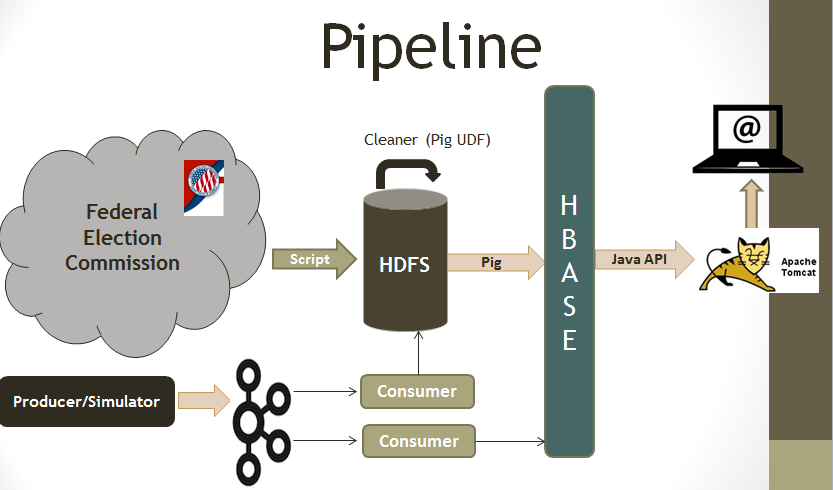 Pipeline
Cleaner (Pig UDF)
Federal
Election
Commission
Script
HDFS
Pig
H
B
A
S
E
Java API
@
Apache
Tomcat
Producer/Simulator
Consumer
Consumer